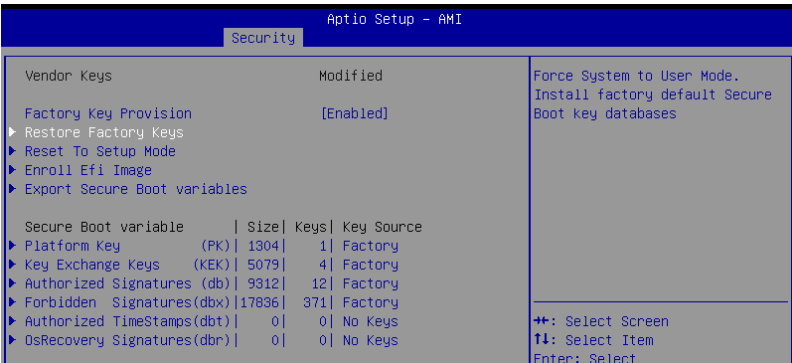 Aptio Setup - AMI
Security
Vendor Keys Modified
Factory Key Provision [Enabled]
Restore Factory Keys
Reset To Setup Mode
Enroll Efi Image
Export Secure Boot variables
Secure Boot variable | Size| Keys| Key Source
Platform Key (PK)| 1304| 1| Factory
Key Exchange Keys (KEK)| 5079| 4| Factory
Authorized Signatures (db)| 9312| 12| Factory
Forbidden Signatures(dbx)|17836| 371| Factory
Authorized TimeStamps(dbt)| 0| 0| No Keys
OsRecovery Signatures(dbr)| 0| 0| No Keys
Force System to User Mode.
Install factory default Secure
Boot key databases
→←: Select Screen
↑↓: Select Item
Enter: Select